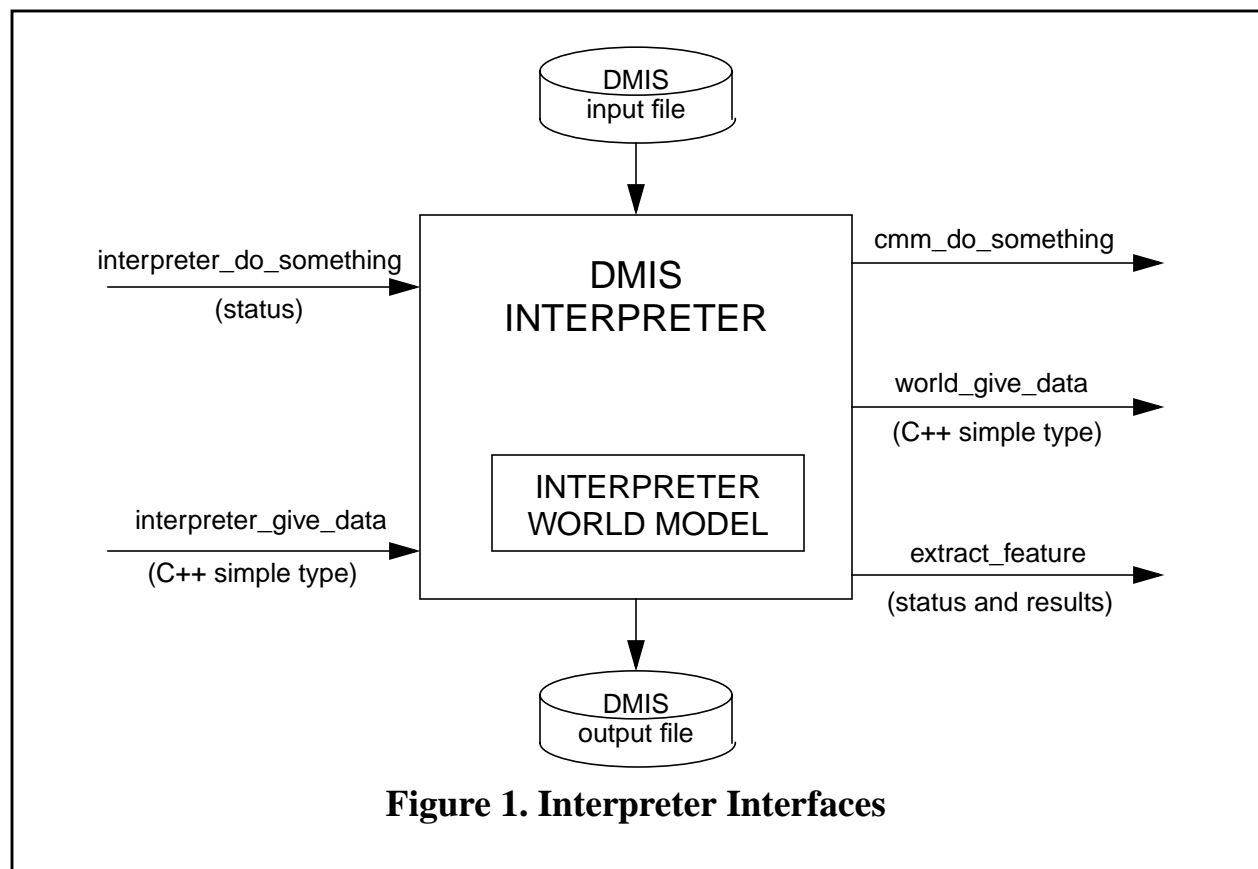 DMIS
input file
interpreter_do_something
(status)
cmm_do_something
DMIS
INTERPRETER
world_give_data
(C++ simple type)
INTERPRETER
WORLD MODEL
interpreter_give_data
(C++ simple type)
extract_feature
(status and results)
DMIS
output file
Figure 1. Interpreter Interfaces